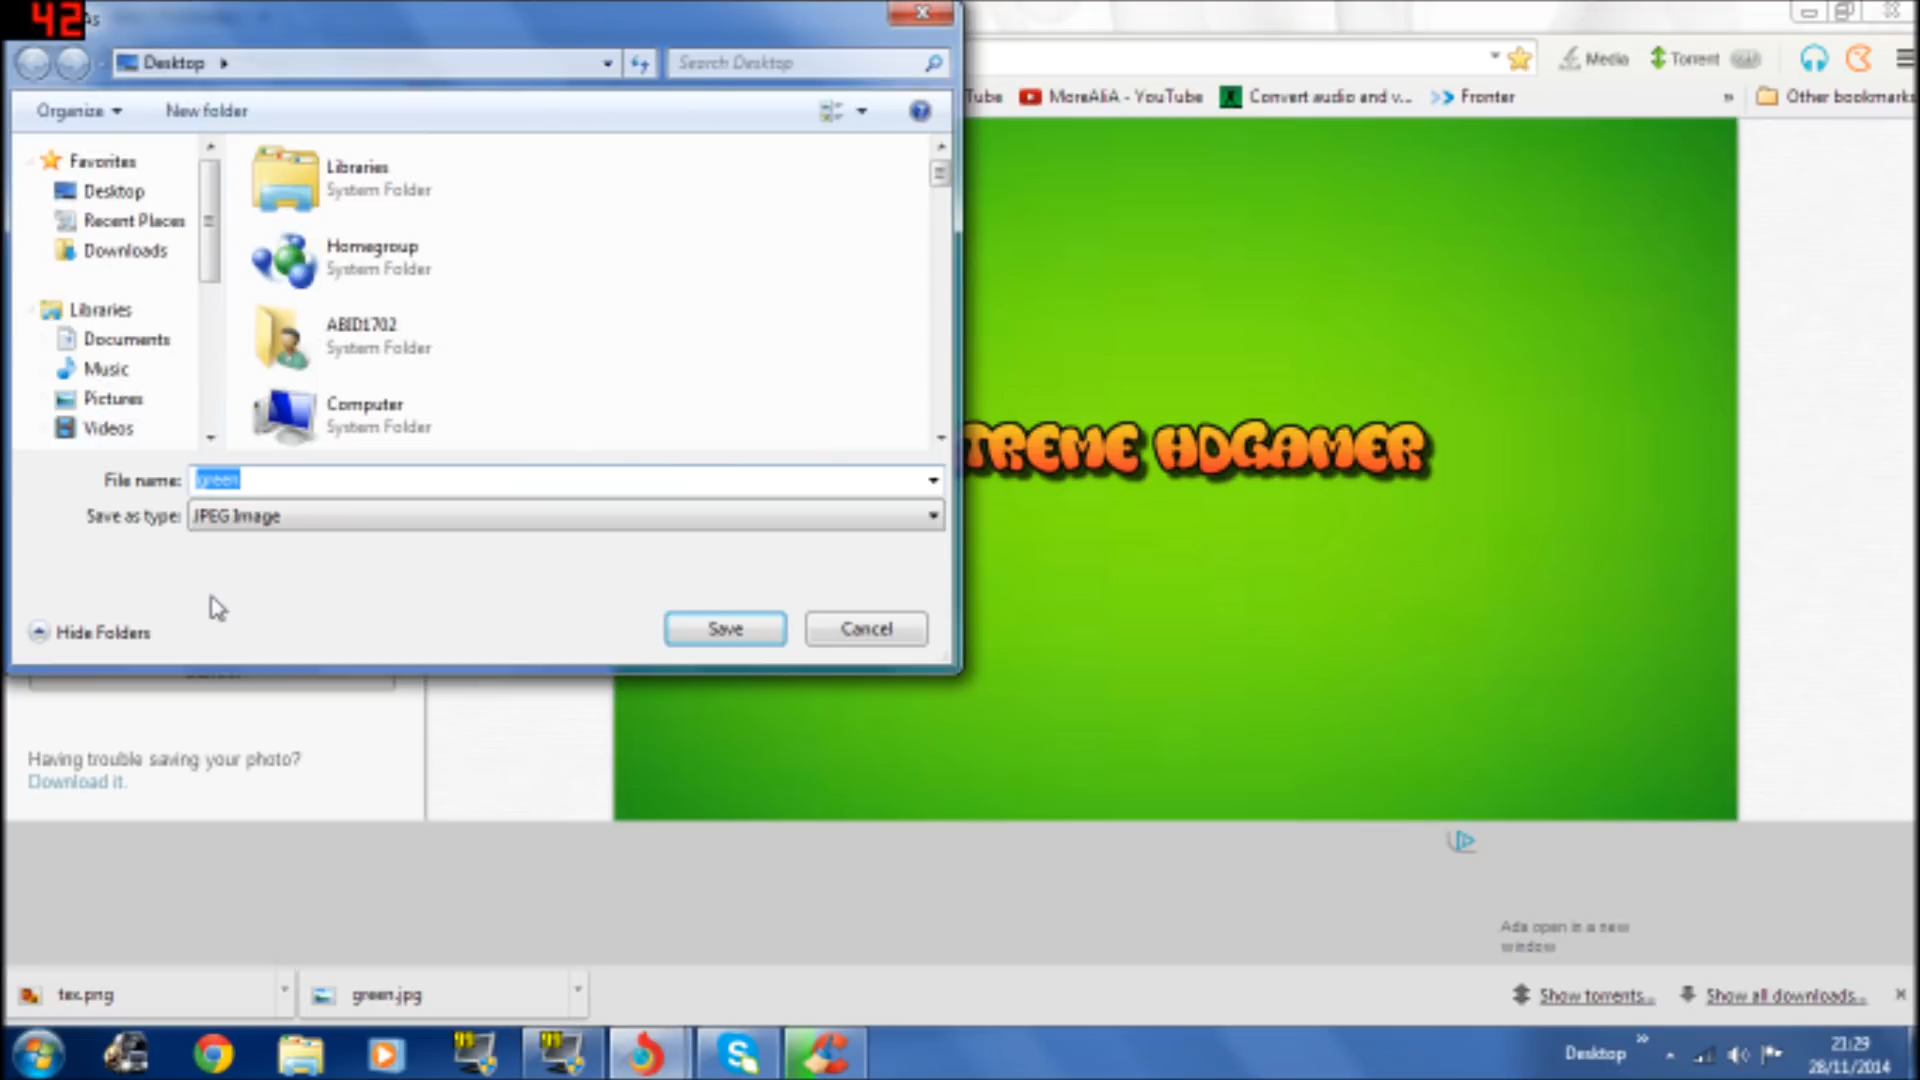 42
As
Desktop
Search Desktop
Media
Torrent
Organize
New folder
Tube
MoreAliA - YouTube
Convert audio and v...
Fronter
»
Other bookmarks
Favorites
Desktop
Recent Places
Downloads
Libraries
Documents
Music
Pictures
Videos
Libraries
System Folder
Homegroup
System Folder
ABID1702
System Folder
Computer
System Folder
TREME HDGAMER
File name:
green
Save as type:
JPEG Image
Hide Folders
Save
Cancel
Having trouble saving your photo?
Download it.
Ads open in a new
window
tex.png
green.jpg
Show torrents...
Show all downloads...
Desktop
»
21:29
28/11/2014